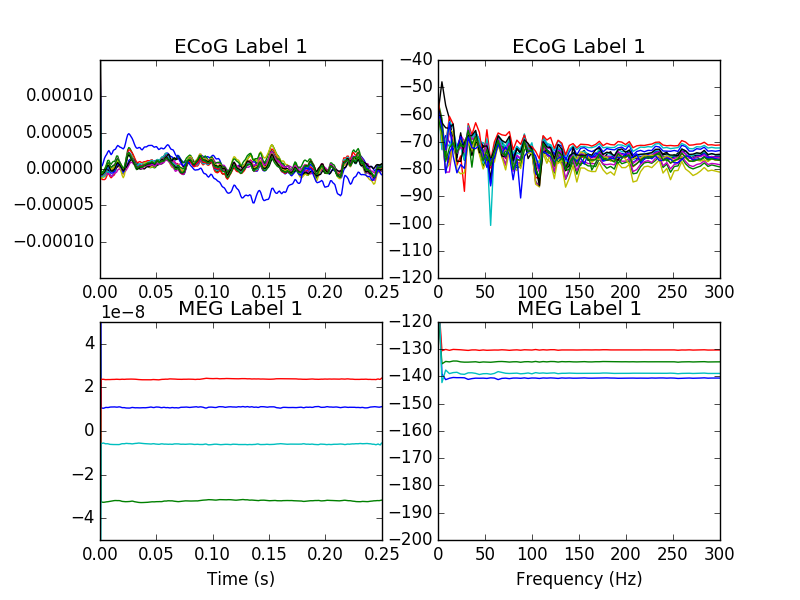 ECoG Label 1
0.00010
0.00005
0.00000
−0.00005
−0.00010
0.00 0.05 0.10 0.15 0.20 0.25
ECoG Label 1
−40
−50
−60
−70
−80
−90
−100
−110
−120
0 50 100 150 200 250 300
MEG Label 1
1e−8
4
2
0
−2
−4
0.00 0.05 0.10 0.15 0.20 0.25
Time (s)
MEG Label 1
−120
−130
−140
−150
−160
−170
−180
−190
−200
0 50 100 150 200 250 300
Frequency (Hz)